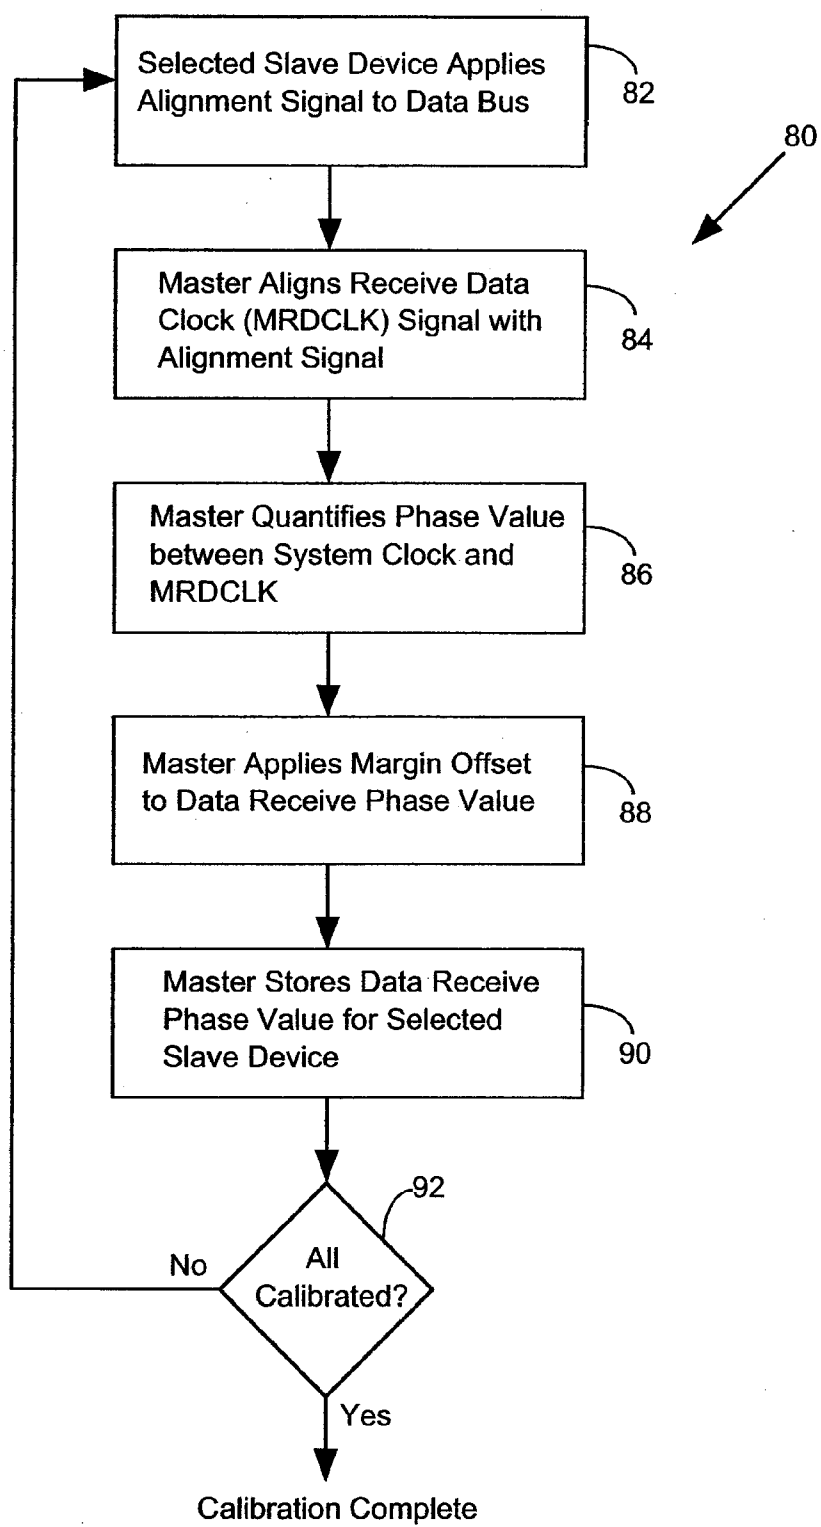 Selected Slave Device Applies
Alignment Signal to Data Bus
82
80
Master Aligns Receive Data
Clock (MRDCLK) Signal with
Alignment Signal
84
Master Quantifies Phase Value
between System Clock and
MRDCLK
86
Master Applies Margin Offset
to Data Receive Phase Value
88
Master Stores Data Receive
Phase Value for Selected
Slave Device
90
92
All
Calibrated?
No
Yes
Calibration Complete